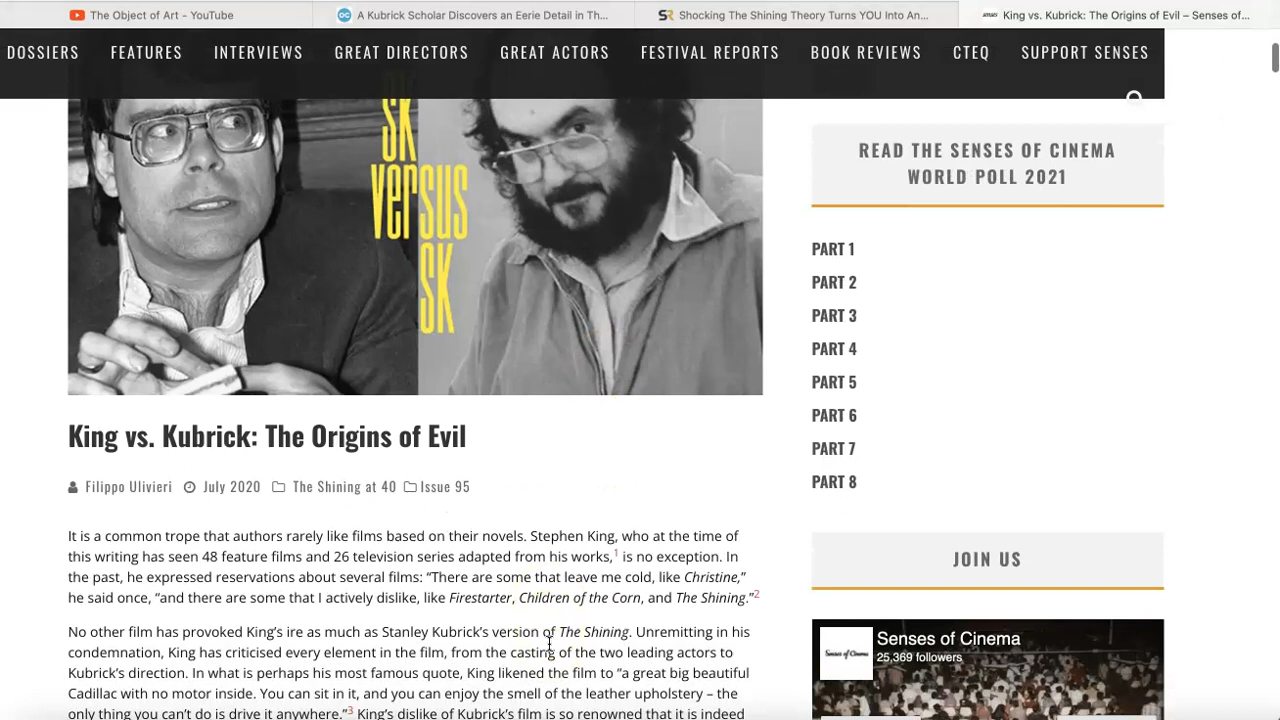 The Object of Art – YouTube
A Kubrick Scholar Discovers an Eerie Detail in Th...
Shocking The Shining Theory Turns YOU Into An...
King vs. Kubrick: The Origins of Evil – Senses of...
DOSSIERS FEATURES INTERVIEWS GREAT DIRECTORS GREAT ACTORS FESTIVAL REPORTS BOOK REVIEWS CTEQ SUPPORT SENSES
SK
versus
SK
READ THE SENSES OF CINEMA
WORLD POLL 2021
PART 1
PART 2
PART 3
PART 4
PART 5
PART 6
PART 7
PART 8
King vs. Kubrick: The Origins of Evil
Filippo Ulivieri July 2020 The Shining at 40 Issue 95
It is a common trope that authors rarely like films based on their novels. Stephen King, who at the time of
this writing has seen 48 feature films and 26 television series adapted from his works,1 is no exception. In
the past, he expressed reservations about several films: “There are some that leave me cold, like Christine,”
he said once, “and there are some that I actively dislike, like Firestarter, Children of the Corn, and The Shining.”2
No other film has provoked King’s ire as much as Stanley Kubrick’s version of The Shining. Unremitting in his
condemnation, King has criticised every element in the film, from the casting of the two leading actors to
Kubrick’s direction. In what is perhaps his most famous quote, King likened the film to “a great big beautiful
Cadillac with no motor inside. You can sit in it, and you can enjoy the smell of the leather upholstery – the
only thing you can’t do is drive it anywhere.”3 King’s dislike of Kubrick’s film is so renowned that it is indeed
JOIN US
Senses of Cinema
Senses of Cinema
25,369 followers